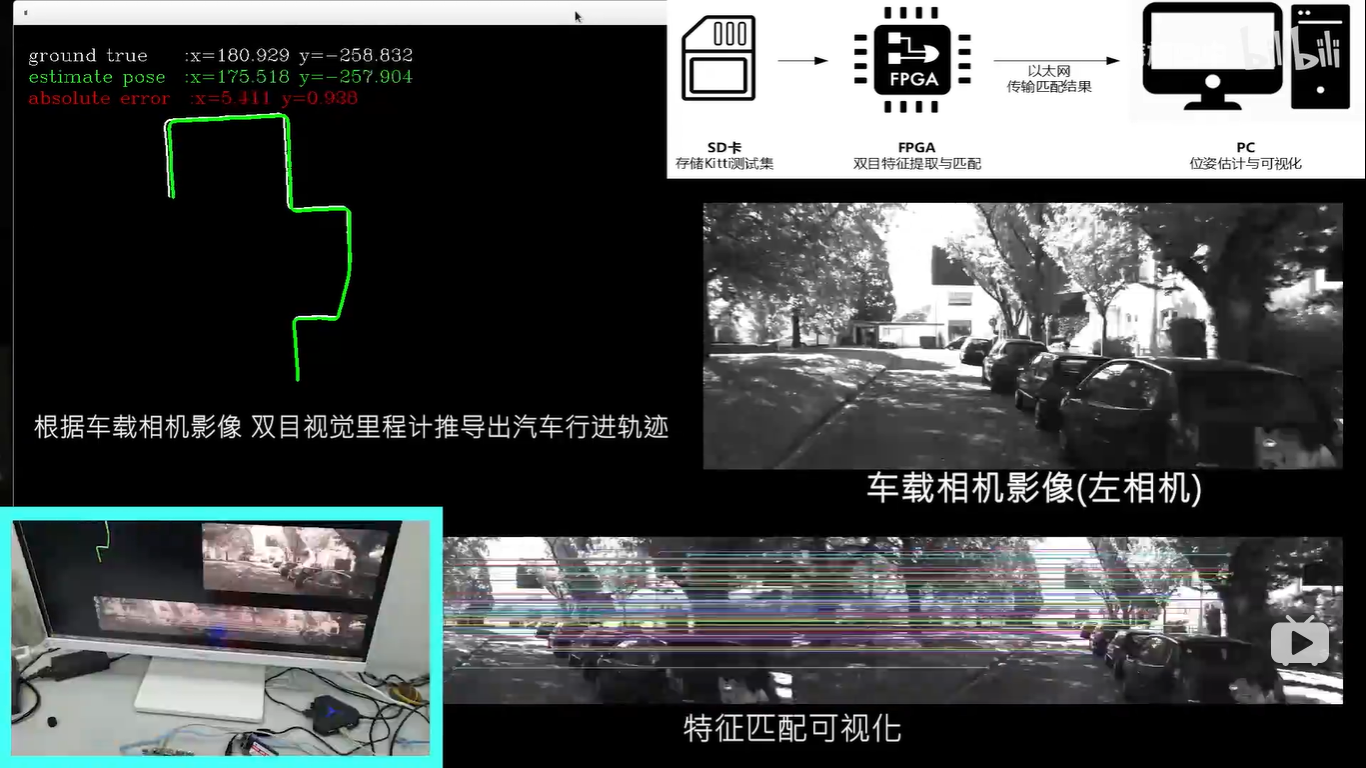 ground true :x=180.929 y=-258.832
estimate pose :x=175.518 y=-257.904
absolute error :x=5.411 y=0.938
根据车载相机影像 双目视觉里程计推导出汽车行进轨迹
FPGA
以太网
传输匹配结果
bilibili
SD卡
存储Kitti测试集
FPGA
双目特征提取与匹配
PC
位姿估计与可视化
车载相机影像(左相机)
特征匹配可视化